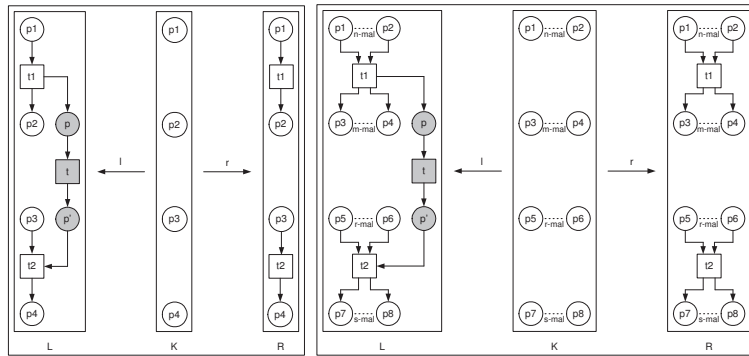 p1 p1 p1
t1 t1
p2 p p2 p2
t
l r
p3 p' p3 p3
t2 t2
p4 p4 p4
L K R
p1 n-mal p2 p1 n-mal p2 p1 n-mal p2
t1 t1
p3 m-mal p4 p p3 m-mal p4 p3 m-mal p4
t
l r
p5 r-mal p6 p' p5 r-mal p6 p5 r-mal p6
t2 t2
p7 s-mal p8 p7 s-mal p8 p7 s-mal p8
L K R